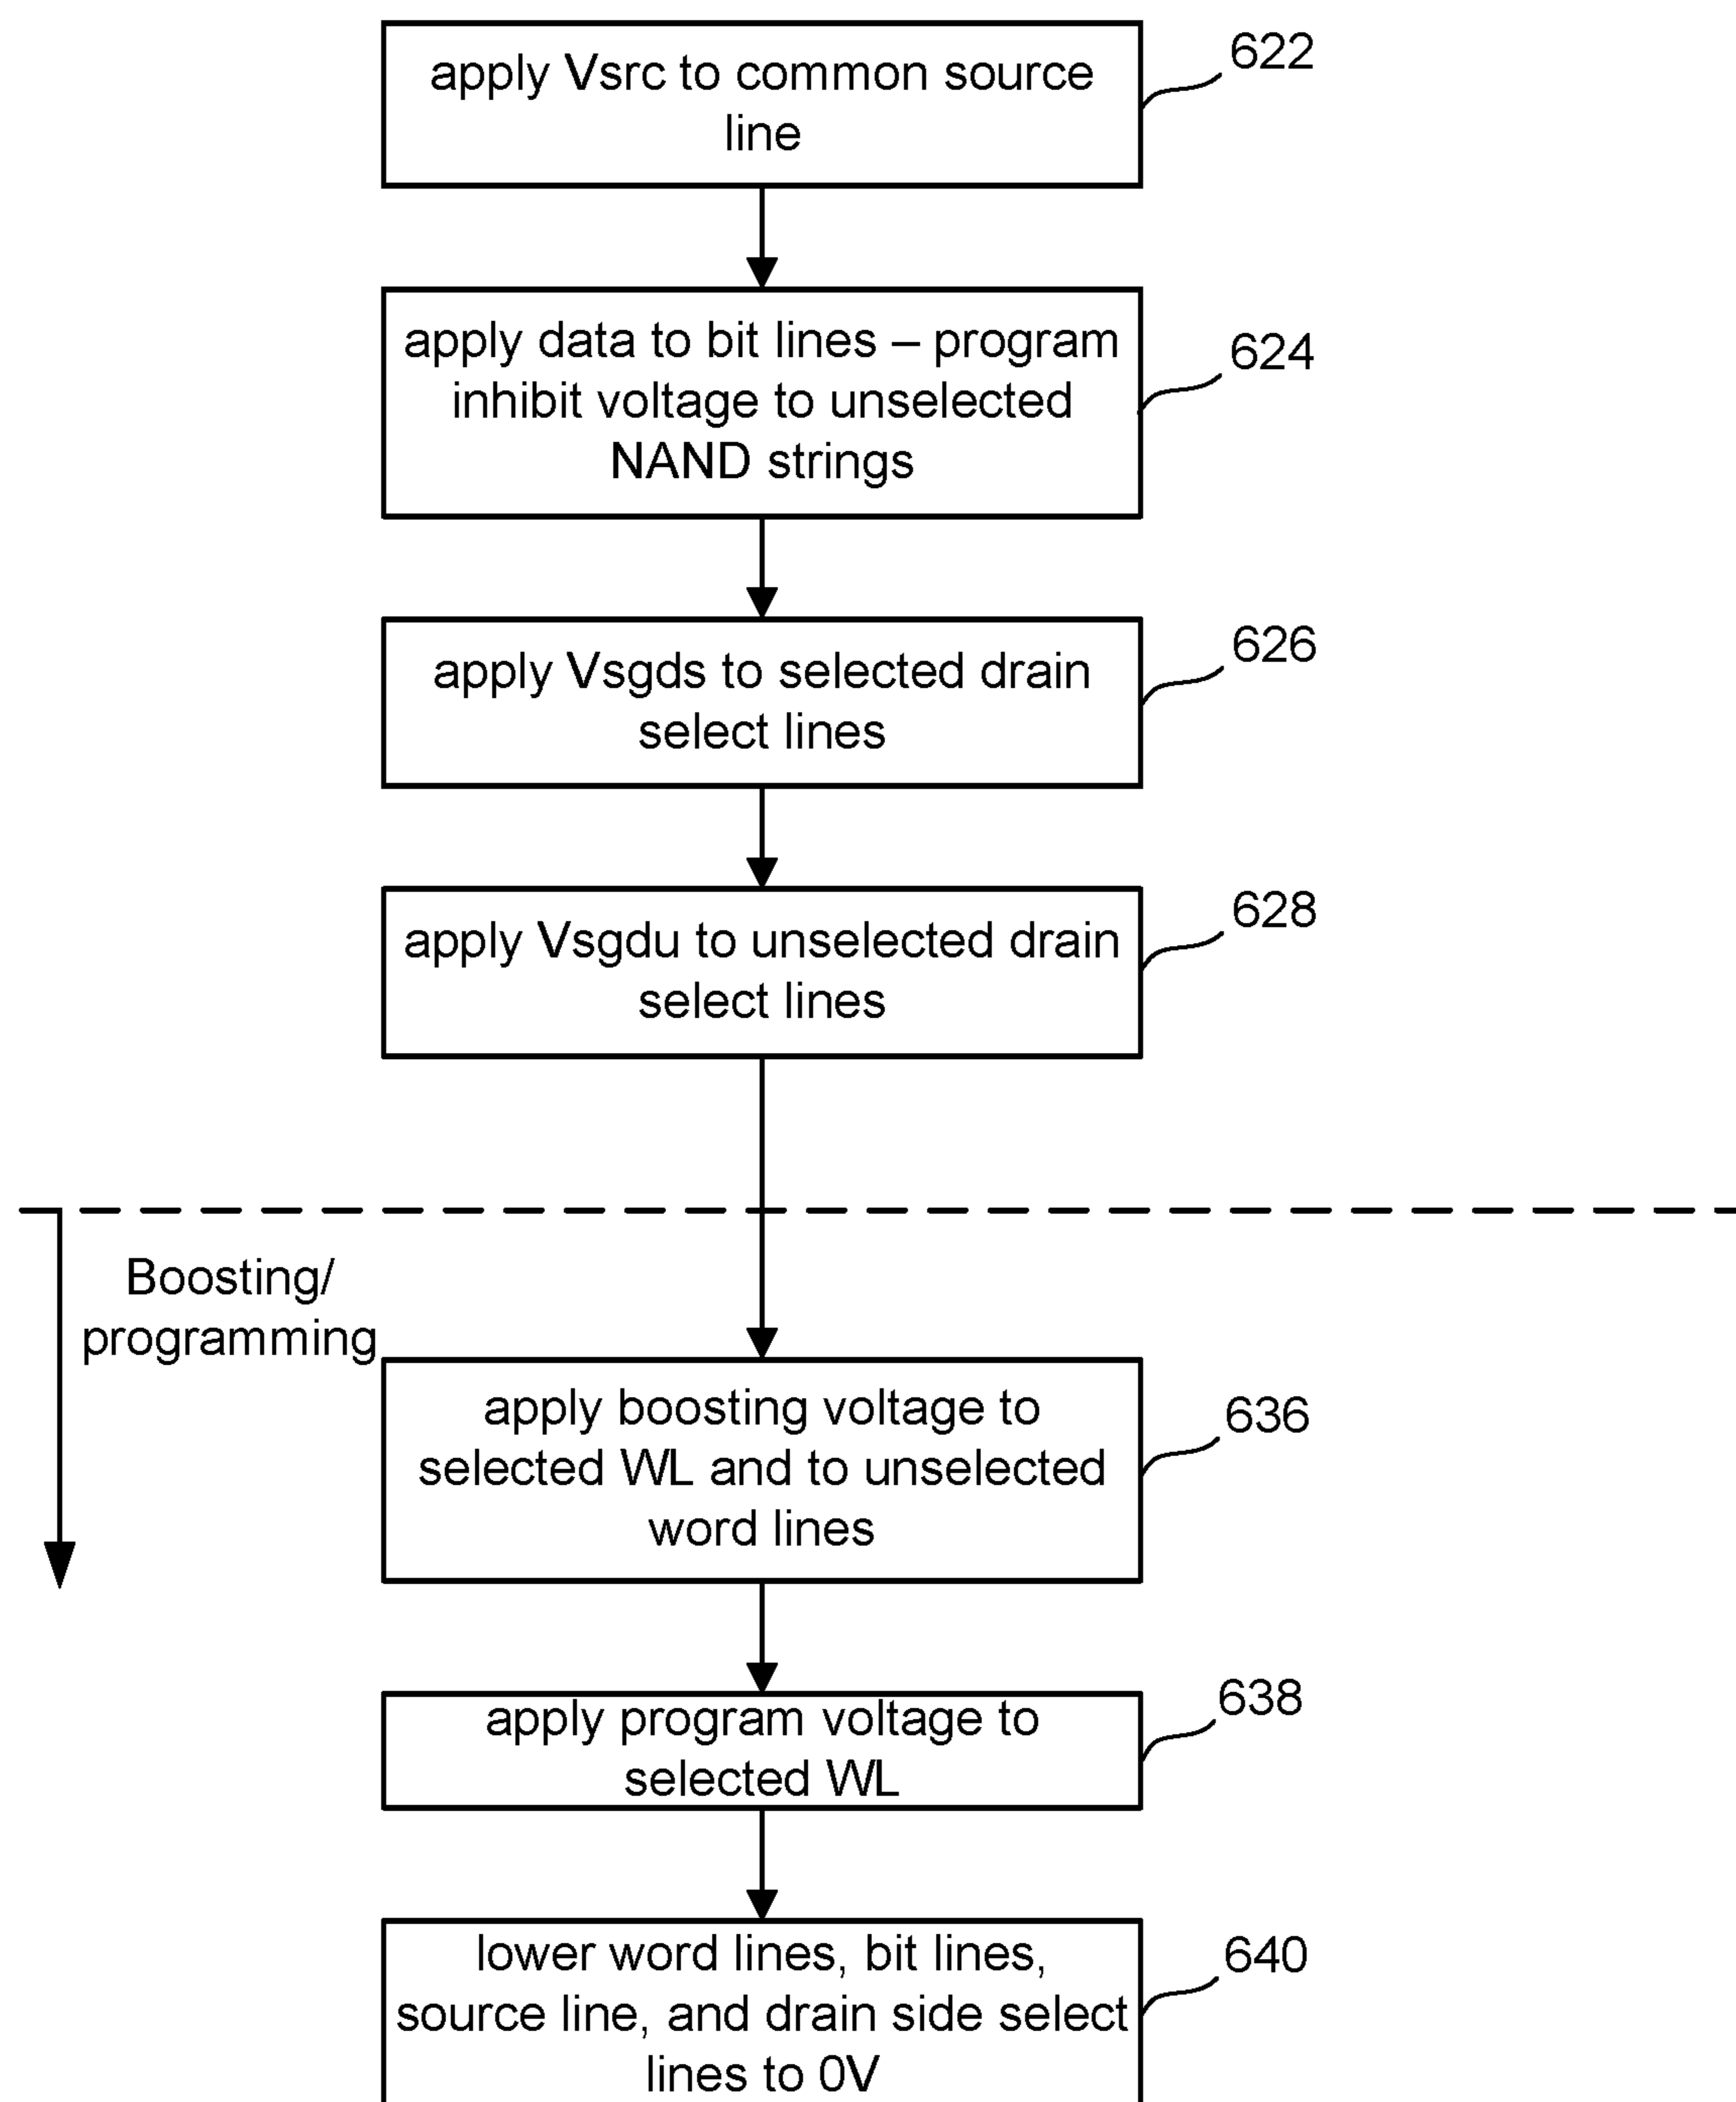 apply Vsrc to common source
line
622
apply data to bit lines – program
inhibit voltage to unselected
NAND strings
624
apply Vsgds to selected drain
select lines
626
apply Vsgdu to unselected drain
select lines
628
Boosting/
programming
apply boosting voltage to
selected WL and to unselected
word lines
636
apply program voltage to
selected WL
638
lower word lines, bit lines,
source line, and drain side select
lines to 0V
640